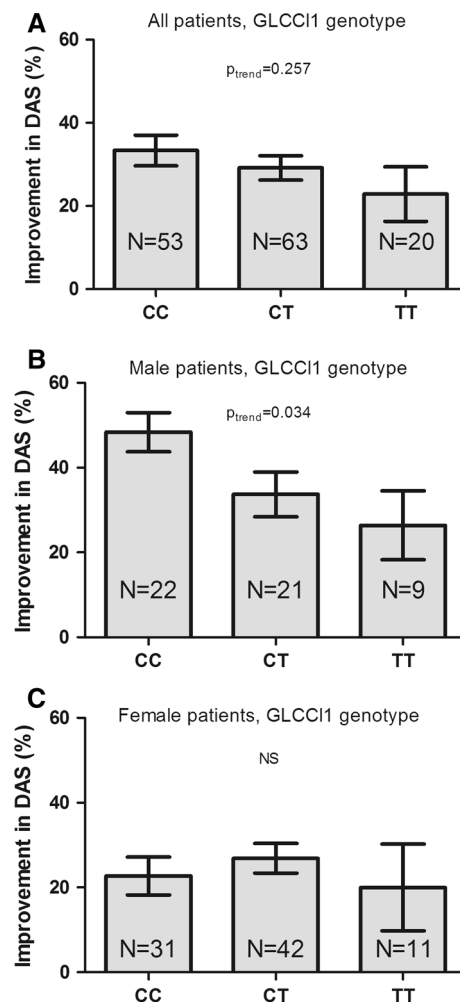 A
All patients, GLCCI1 genotype
p_trend=0.257
Improvement in DAS (%)
60
40
20
0
N=53
N=63
N=20
CC
CT
TT
B
Male patients, GLCCI1 genotype
p_trend=0.034
Improvement in DAS (%)
60
40
20
0
N=22
N=21
N=9
CC
CT
TT
C
Female patients, GLCCI1 genotype
NS
Improvement in DAS (%)
60
40
20
0
N=31
N=42
N=11
CC
CT
TT